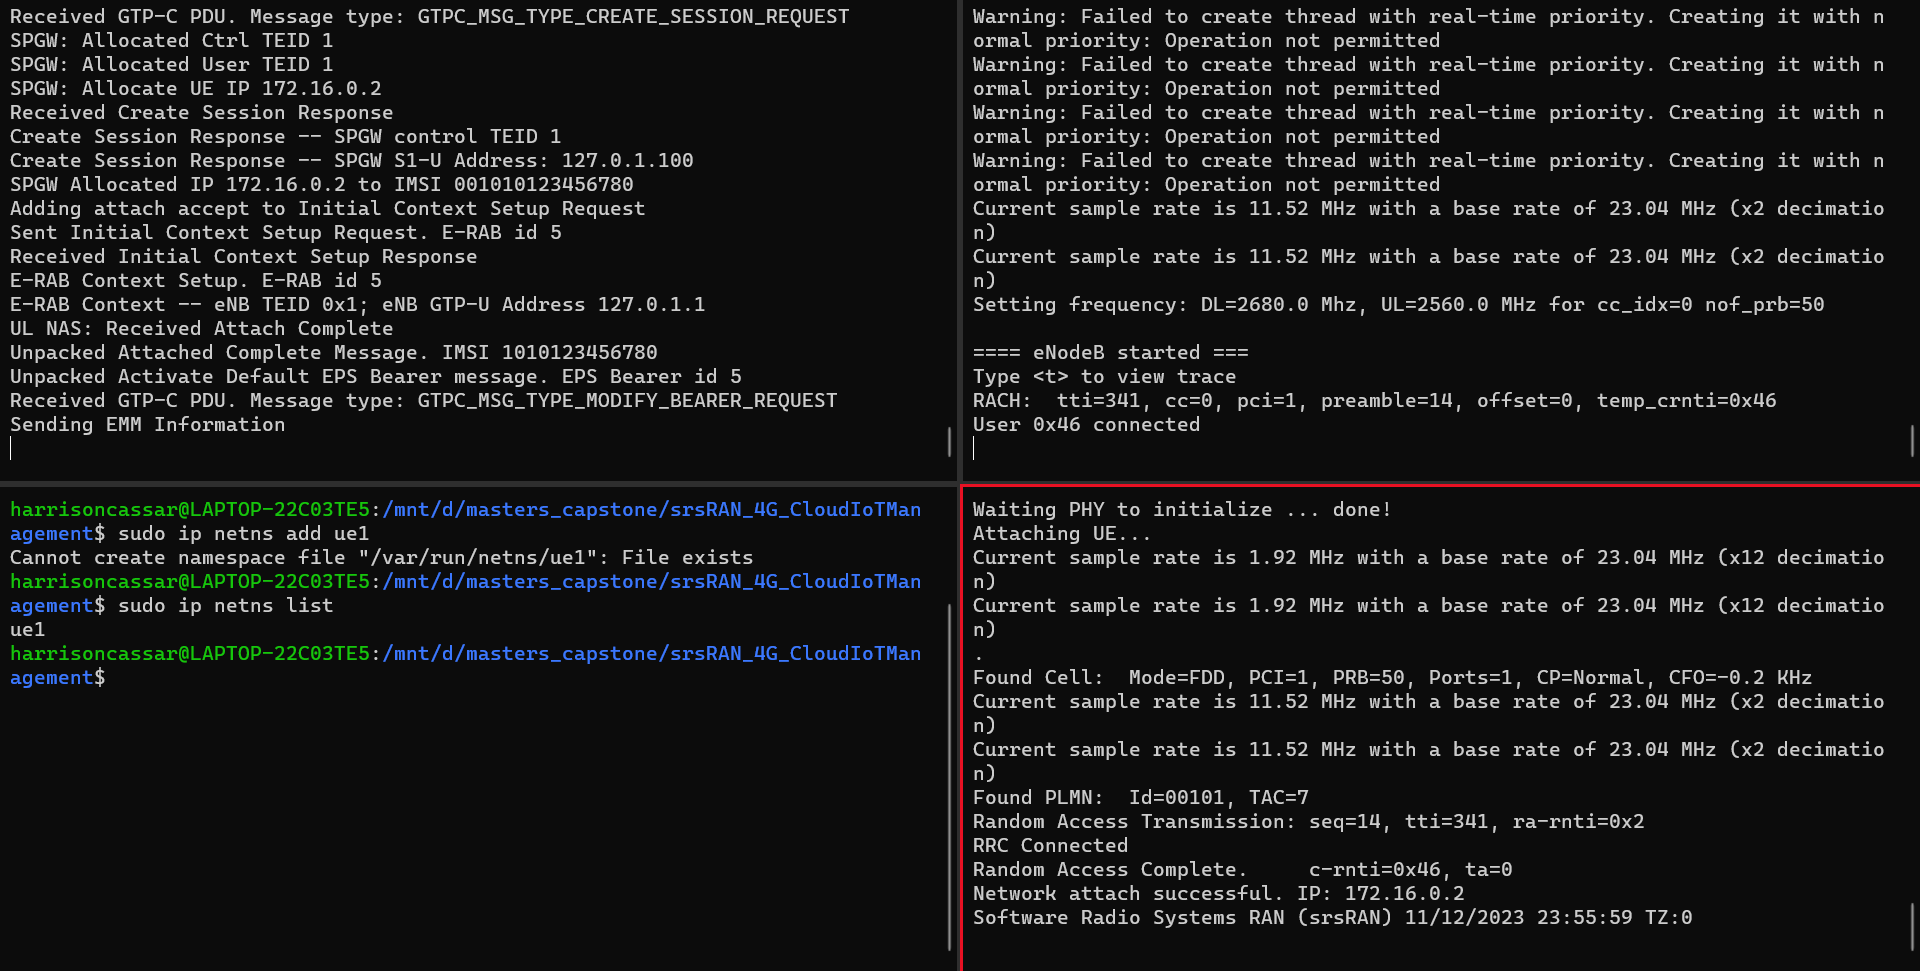 Received GTP-C PDU. Message type: GTPC_MSG_TYPE_CREATE_SESSION_REQUEST
SPGW: Allocated Ctrl TEID 1
SPGW: Allocated User TEID 1
SPGW: Allocate UE IP 172.16.0.2
Received Create Session Response
Create Session Response -- SPGW control TEID 1
Create Session Response -- SPGW S1-U Address: 127.0.1.100
SPGW Allocated IP 172.16.0.2 to IMSI 001010123456780
Adding attach accept to Initial Context Setup Request
Sent Initial Context Setup Request. E-RAB id 5
Received Initial Context Setup Response
E-RAB Context Setup. E-RAB id 5
E-RAB Context -- eNB TEID 0x1; eNB GTP-U Address 127.0.1.1
UL NAS: Received Attach Complete
Unpacked Attached Complete Message. IMSI 1010123456780
Unpacked Activate Default EPS Bearer message. EPS Bearer id 5
Received GTP-C PDU. Message type: GTPC_MSG_TYPE_MODIFY_BEARER_REQUEST
Sending EMM Information
Warning: Failed to create thread with real-time priority. Creating it with n
ormal priority: Operation not permitted
Warning: Failed to create thread with real-time priority. Creating it with n
ormal priority: Operation not permitted
Warning: Failed to create thread with real-time priority. Creating it with n
ormal priority: Operation not permitted
Warning: Failed to create thread with real-time priority. Creating it with n
ormal priority: Operation not permitted
Current sample rate is 11.52 MHz with a base rate of 23.04 MHz (x2 decimatio
n)
Current sample rate is 11.52 MHz with a base rate of 23.04 MHz (x2 decimatio
n)
Setting frequency: DL=2680.0 Mhz, UL=2560.0 MHz for cc_idx=0 nof_prb=50
==== eNodeB started ===
Type <t> to view trace
RACH:  tti=341, cc=0, pci=1, preamble=14, offset=0, temp_crnti=0x46
User 0x46 connected
harrisoncassar@LAPTOP-22C03TE5:/mnt/d/masters_capstone/srsRAN_4G_CloudIoTMan
agement$ sudo ip netns add ue1
Cannot create namespace file "/var/run/netns/ue1": File exists
harrisoncassar@LAPTOP-22C03TE5:/mnt/d/masters_capstone/srsRAN_4G_CloudIoTMan
agement$ sudo ip netns list
ue1
harrisoncassar@LAPTOP-22C03TE5:/mnt/d/masters_capstone/srsRAN_4G_CloudIoTMan
agement$
Waiting PHY to initialize ... done!
Attaching UE...
Current sample rate is 1.92 MHz with a base rate of 23.04 MHz (x12 decimatio
n)
Current sample rate is 1.92 MHz with a base rate of 23.04 MHz (x12 decimatio
n)
.
Found Cell:  Mode=FDD, PCI=1, PRB=50, Ports=1, CP=Normal, CFO=-0.2 KHz
Current sample rate is 11.52 MHz with a base rate of 23.04 MHz (x2 decimatio
n)
Current sample rate is 11.52 MHz with a base rate of 23.04 MHz (x2 decimatio
n)
Found PLMN:  Id=00101, TAC=7
Random Access Transmission: seq=14, tti=341, ra-rnti=0x2
RRC Connected
Random Access Complete.     c-rnti=0x46, ta=0
Network attach successful. IP: 172.16.0.2
Software Radio Systems RAN (srsRAN) 11/12/2023 23:55:59 TZ:0